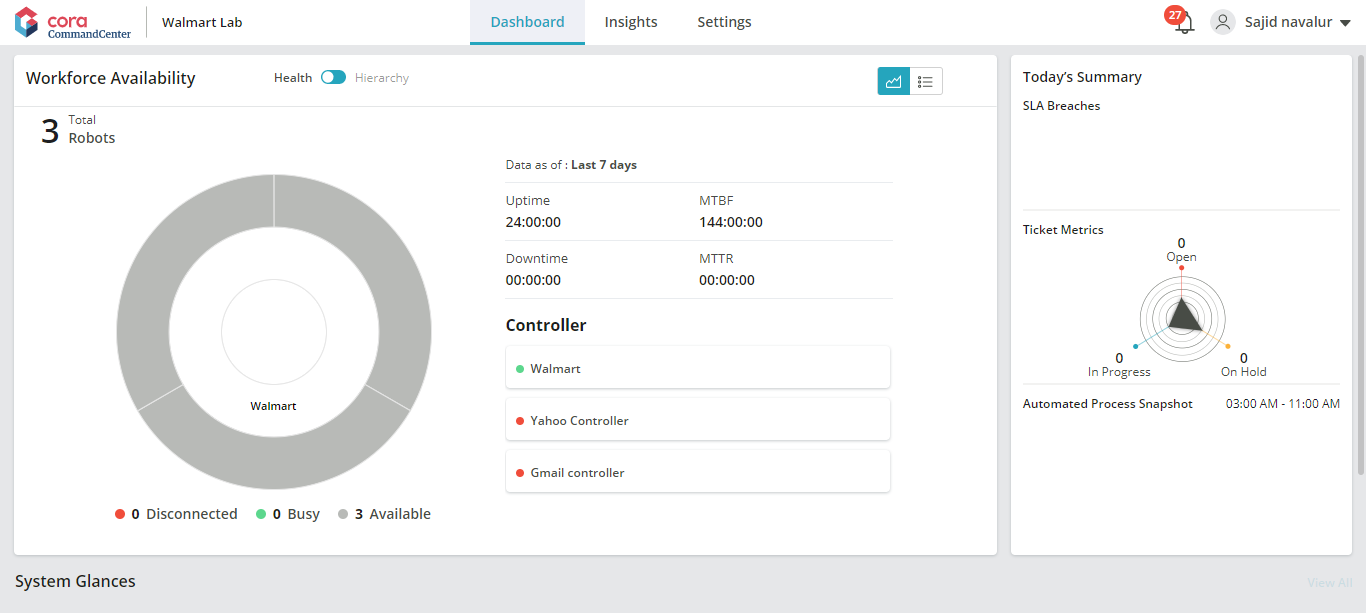 cora
CommandCenter
Walmart Lab
Dashboard
Insights
Settings
27
Sajid navalur
Workforce Availability
Health
Hierarchy
3
Total
Robots
Walmart
0 Disconnected
0 Busy
3 Available
Data as of : Last 7 days
Uptime
24:00:00
MTBF
144:00:00
Downtime
00:00:00
MTTR
00:00:00
Controller
Walmart
Yahoo Controller
Gmail controller
Today's Summary
SLA Breaches
Ticket Metrics
0
Open
0
In Progress
0
On Hold
Automated Process Snapshot
03:00 AM - 11:00 AM
System Glances
View All